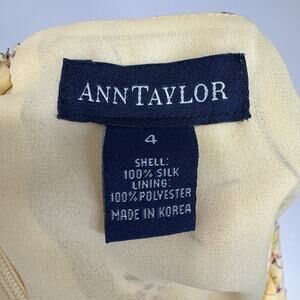 ANNTAYLOR
4
SHELL:
100% SILK
LINING:
100% POLYESTER
MADE IN KOREA